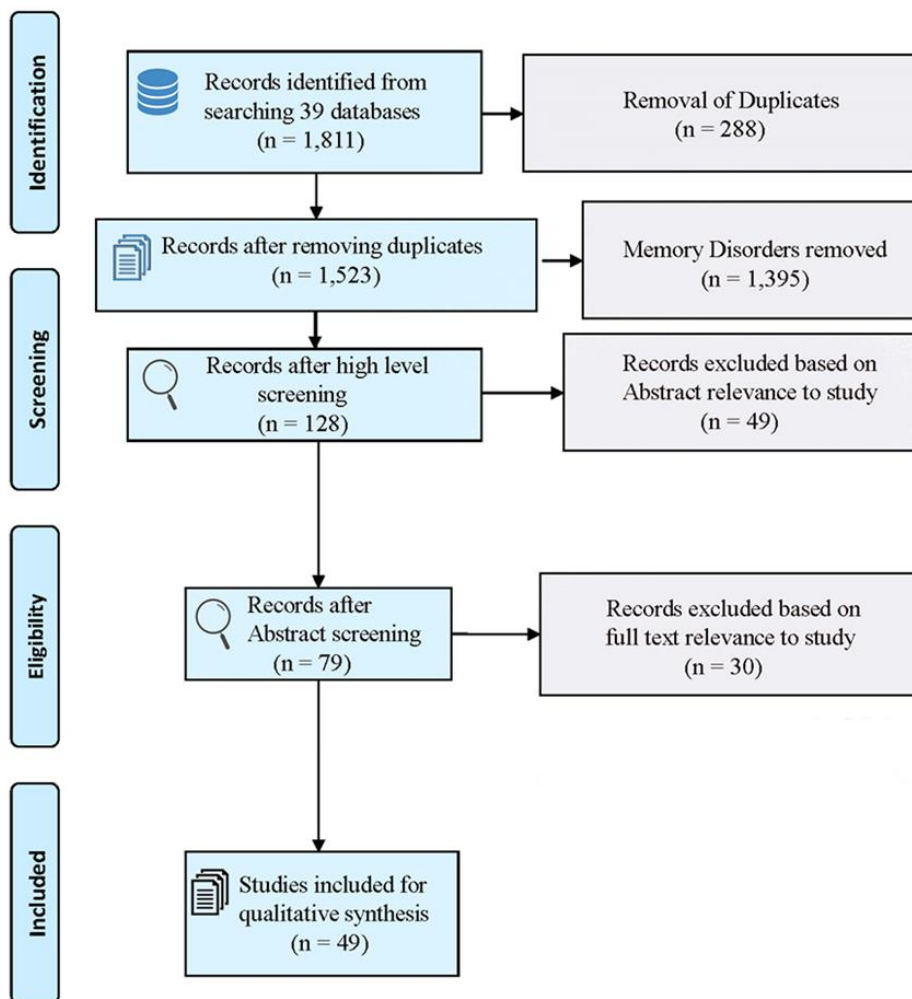 Identification
Records identified from
searching 39 databases
(n = 1,811)
Removal of Duplicates
(n = 288)
Records after removing duplicates
(n = 1,523)
Memory Disorders removed
(n = 1,395)
Screening
Records after high level
screening
(n = 128)
Records excluded based on
Abstract relevance to study
(n = 49)
Eligibility
Records after
Abstract screening
(n = 79)
Records excluded based on
full text relevance to study
(n = 30)
Included
Studies included for
qualitative synthesis
(n = 49)